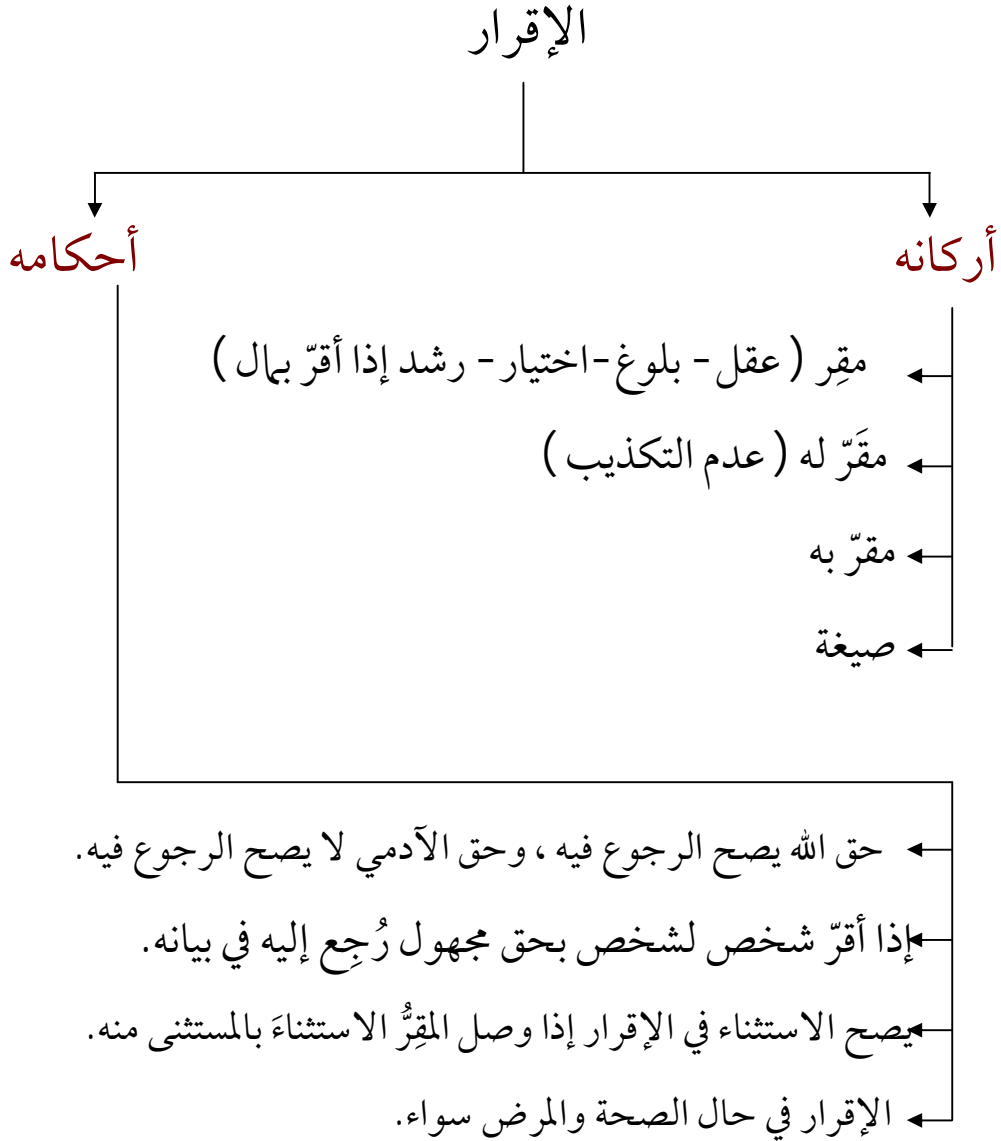 الإقرار
أركانه
أحكامه
مقِر ( عقل - بلوغ -اختيار - رشد إذا أقرّ بمال )
مقَرّ له ( عدم التكذيب )
مقرّ به
صيغة
حق الله يصح الرجوع فيه ، وحق الآدمي لا يصح الرجوع فيه.
إذا أقرّ شخص لشخص بحق مجهول رُجِع إليه في بيانه.
يصح الاستثناء في الإقرار إذا وصل المقِرُّ الاستثناءَ بالمستثنى منه.
الإقرار في حال الصحة والمرض سواء.